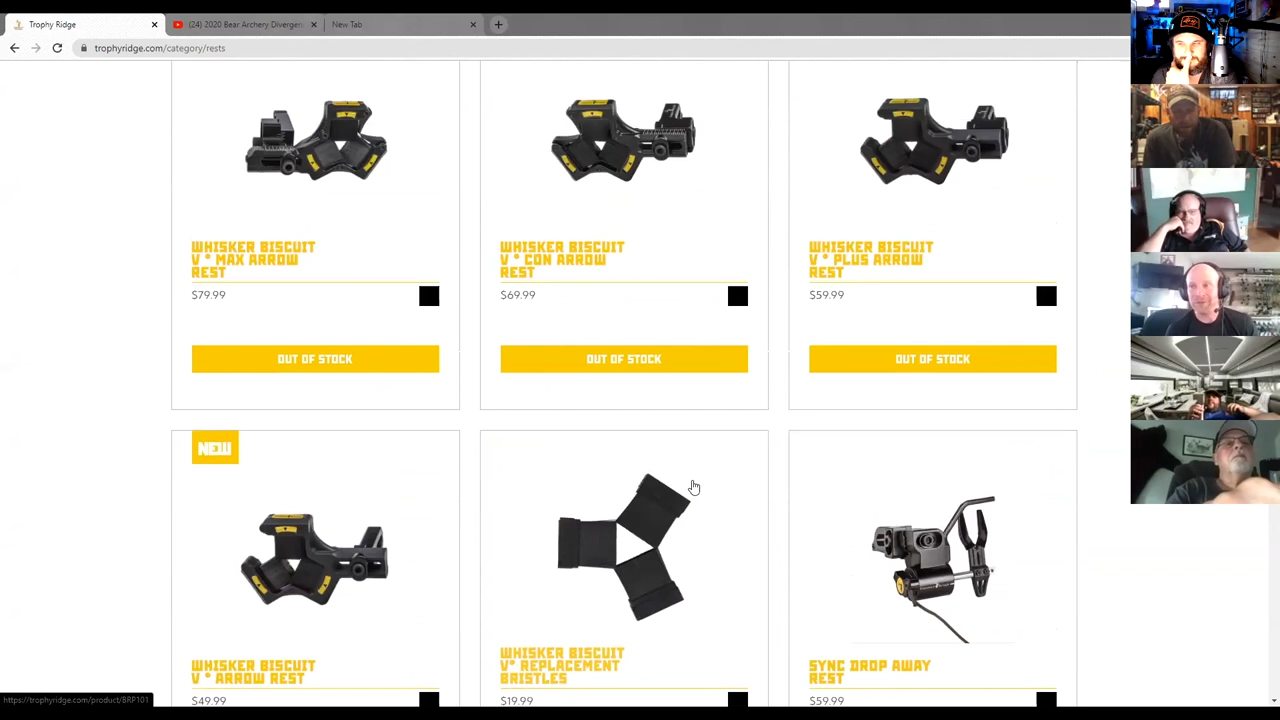 Trophy Ridge
(24) 2020 Bear Archery Divergen
New Tab
trophyridge.com/category/rests
WHISKER BISCUIT
V * MAX ARROW
REST
$79.99
OUT OF STOCK
WHISKER BISCUIT
V * CON ARROW
REST
$69.99
OUT OF STOCK
WHISKER BISCUIT
V * PLUS ARROW
REST
$59.99
OUT OF STOCK
NEW
WHISKER BISCUIT
V * ARROW REST
$49.99
WHISKER BISCUIT
V* REPLACEMENT
BRISTLES
$19.99
SYNC DROP AWAY
REST
$59.99
https://trophyridge.com/product/BRP101